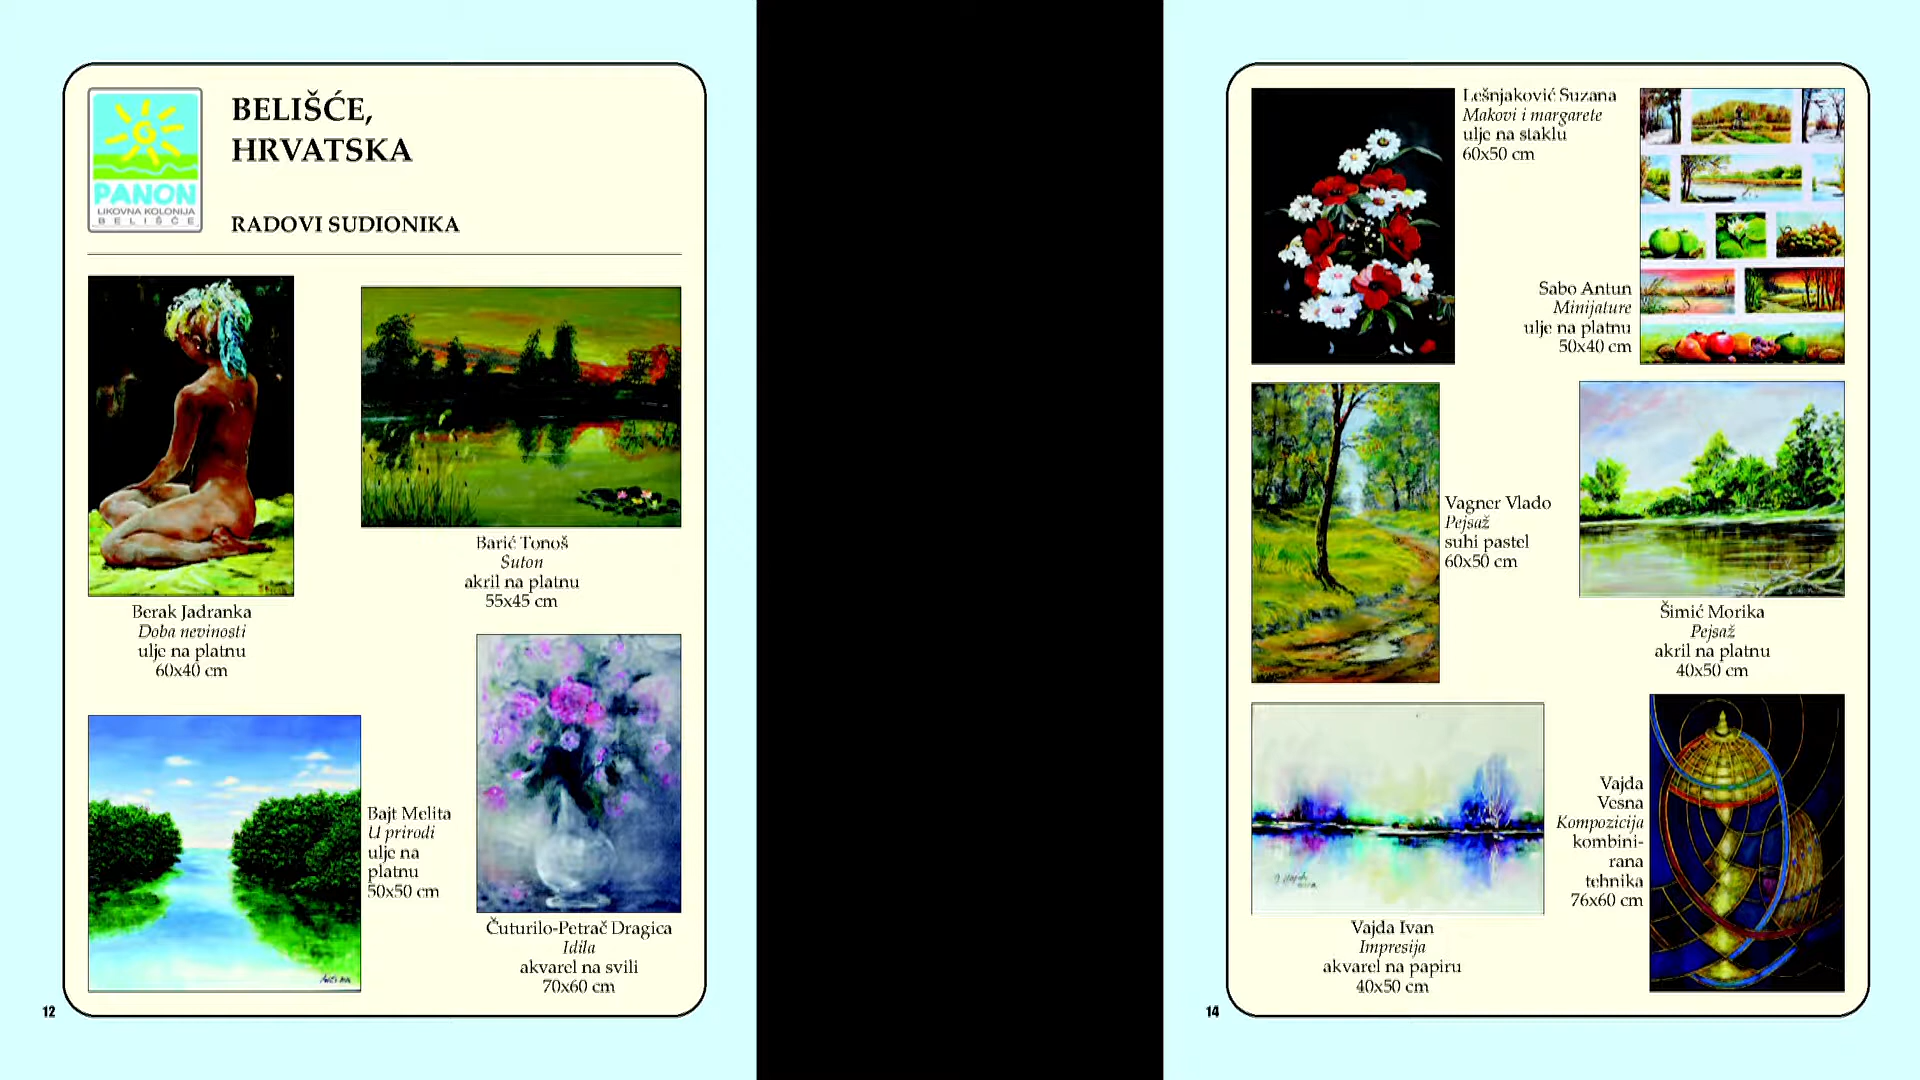 PANON
LIKOVNA KOLONIJA
BELIŠĆE
BELIŠĆE,
HRVATSKA
RADOVI SUDIONIKA
Berak Jadranka
Doba nevinosti
ulje na platnu
60x40 cm
Barić Tonoš
Suton
akril na platnu
55x45 cm
Bajt Melita
U prirodi
ulje na
platnu
50x50 cm
Čuturilo-Petrač Dragica
Idila
akvarel na svili
70x60 cm
12
Lešnjaković Suzana
Makovi i margarete
ulje na staklu
60x50 cm
Sabo Antun
Minijature
ulje na platnu
50x40 cm
Vagner Vlado
Pejsaž
suhi pastel
60x50 cm
Šimić Morika
Pejsaž
akril na platnu
40x50 cm
Vajda Ivan
Impresija
akvarel na papiru
40x50 cm
Vajda
Vesna
Kompozicija
kombini-
rana
tehnika
76x60 cm
14